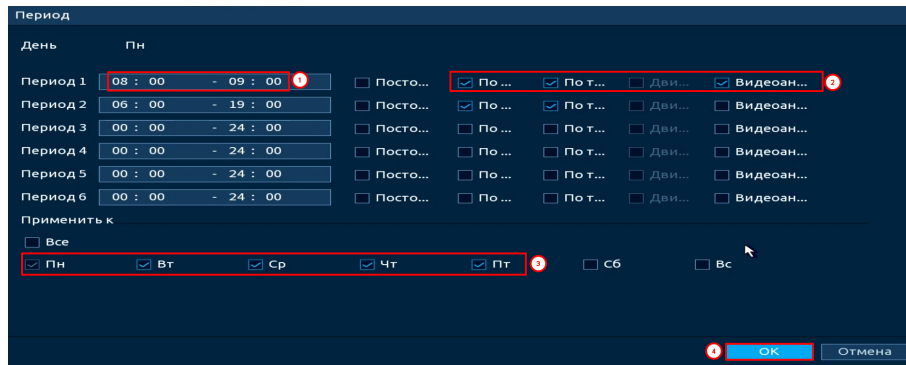 Период
День Пн
Период 1 08 : 00 - 09 : 00 1 Посто... По ... По т... Дви... Видеоан... 2
Период 2 06 : 00 - 19 : 00 Посто... По ... По т... Дви... Видеоан...
Период 3 00 : 00 - 24 : 00 Посто... По ... По т... Дви... Видеоан...
Период 4 00 : 00 - 24 : 00 Посто... По ... По т... Дви... Видеоан...
Период 5 00 : 00 - 24 : 00 Посто... По ... По т... Дви... Видеоан...
Период 6 00 : 00 - 24 : 00 Посто... По ... По т... Дви... Видеоан...
Применить к
Все
Пн Вт Ср Чт Пт 3 Сб Вс
4 OK Отмена